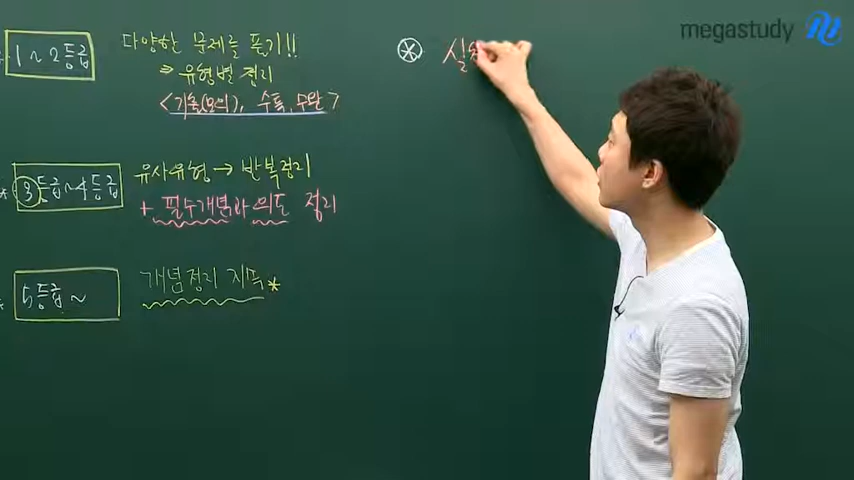 megastudy
1~2등급
다양한 문제를 풀기!!
⇒ 유형별 정리
<기출(모의), 수특, 수완>
* ③등급~4등급
유사유형 → 반복정리
+ 필수개념과 의도 정리
* 5등급 ~
개념정리 지독*
⊛ 실